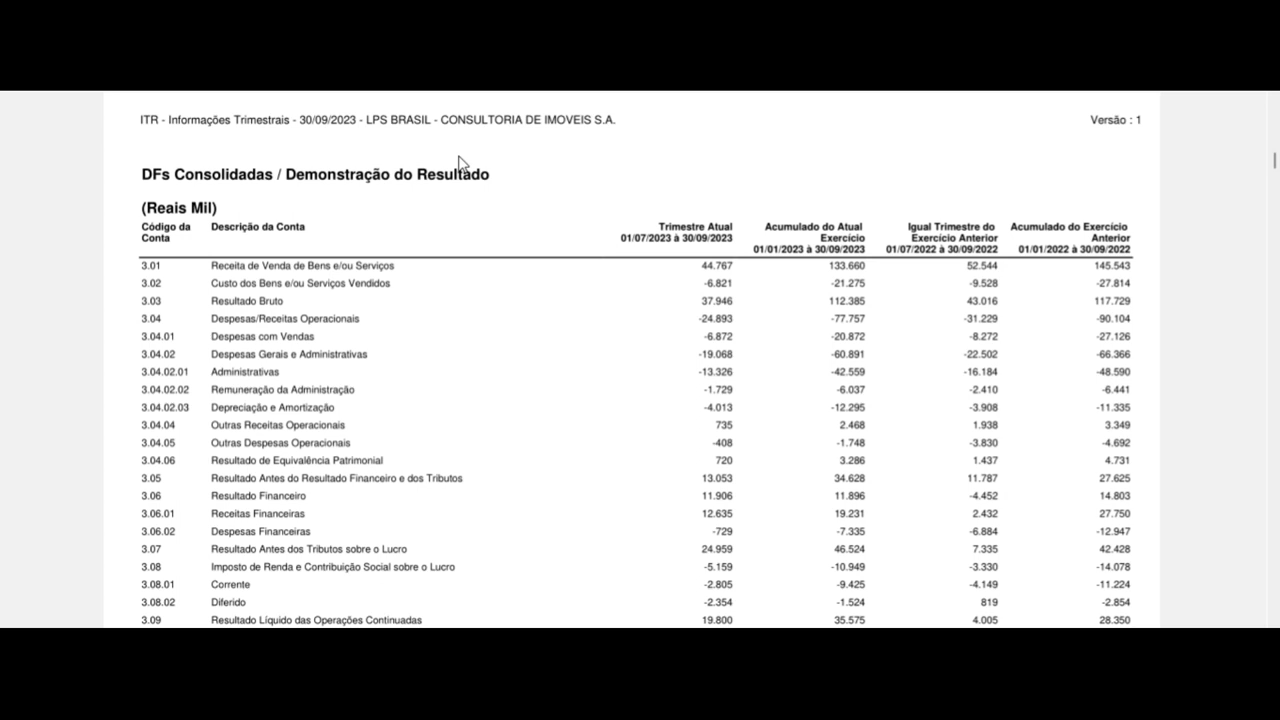 ITR - Informações Trimestrais - 30/09/2023 - LPS BRASIL - CONSULTORIA DE IMOVEIS S.A. Versão : 1
DFs Consolidadas / Demonstração do Resultado
(Reais Mil)
Código da Conta Descrição da Conta Trimestre Atual 01/07/2023 à 30/09/2023 Acumulado do Atual Exercício 01/01/2023 à 30/09/2023 Igual Trimestre do Exercício Anterior 01/07/2022 à 30/09/2022 Acumulado do Exercício Anterior 01/01/2022 à 30/09/2022
3.01 Receita de Venda de Bens e/ou Serviços 44.767 133.660 52.544 145.543
3.02 Custo dos Bens e/ou Serviços Vendidos -6.821 -21.275 -9.528 -27.814
3.03 Resultado Bruto 37.946 112.385 43.016 117.729
3.04 Despesas/Receitas Operacionais -24.893 -77.757 -31.229 -90.104
3.04.01 Despesas com Vendas -6.872 -20.872 -8.272 -27.126
3.04.02 Despesas Gerais e Administrativas -19.068 -60.891 -22.502 -66.366
3.04.02.01 Administrativas -13.326 -42.559 -16.184 -48.590
3.04.02.02 Remuneração da Administração -1.729 -6.037 -2.410 -6.441
3.04.02.03 Depreciação e Amortização -4.013 -12.295 -3.908 -11.335
3.04.04 Outras Receitas Operacionais 735 2.468 1.938 3.349
3.04.05 Outras Despesas Operacionais -408 -1.748 -3.830 -4.692
3.04.06 Resultado de Equivalência Patrimonial 720 3.286 1.437 4.731
3.05 Resultado Antes do Resultado Financeiro e dos Tributos 13.053 34.628 11.787 27.625
3.06 Resultado Financeiro 11.906 11.896 -4.452 14.803
3.06.01 Receitas Financeiras 12.635 19.231 2.432 27.750
3.06.02 Despesas Financeiras -729 -7.335 -6.884 -12.947
3.07 Resultado Antes dos Tributos sobre o Lucro 24.959 46.524 7.335 42.428
3.08 Imposto de Renda e Contribuição Social sobre o Lucro -5.159 -10.949 -3.330 -14.078
3.08.01 Corrente -2.805 -9.425 -4.149 -11.224
3.08.02 Diferido -2.354 -1.524 819 -2.854
3.09 Resultado Líquido das Operações Continuadas 19.800 35.575 4.005 28.350